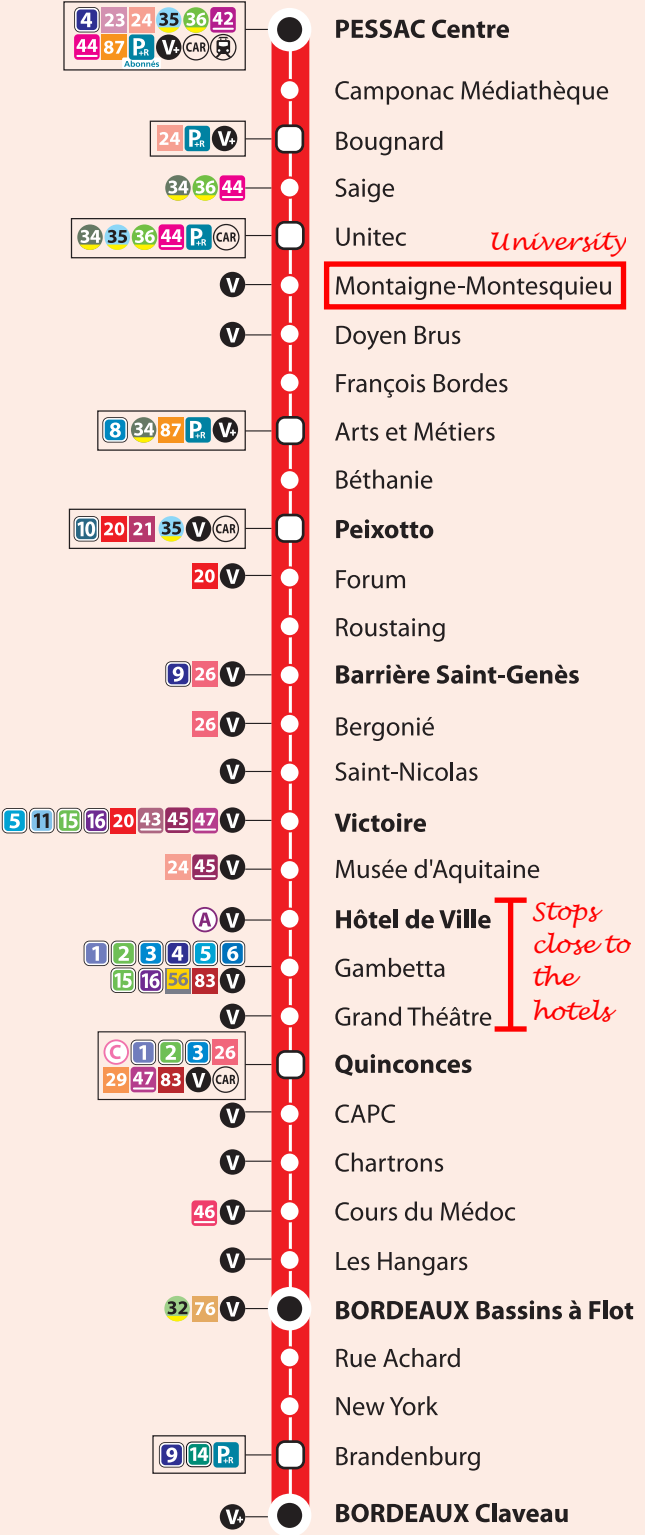 4 23 24 35 36 42
44 87 P+R V+ CAR
Abonnés
PESSAC Centre
Camponac Médiathèque
24 P+R V+
Bougnard
34 36 44
Saige
34 35 36 44 P+R CAR
Unitec
University
V
Montaigne-Montesquieu
V
Doyen Brus
François Bordes
8 34 87 P+R V+
Arts et Métiers
Béthanie
10 20 21 35 V CAR
Peixotto
20 V
Forum
Roustaing
9 26 V
Barrière Saint-Genès
26 V
Bergonié
V
Saint-Nicolas
5 11 15 16 20 43 45 47 V
Victoire
24 45 V
Musée d'Aquitaine
A V
Hôtel de Ville
1 2 3 4 5 6
15 16 56 83 V
Gambetta
V
Grand Théâtre
Stops
close to
the
hotels
C 1 2 3 26
29 47 83 V CAR
Quinconces
V
CAPC
V
Chartrons
46 V
Cours du Médoc
V
Les Hangars
32 76 V
BORDEAUX Bassins à Flot
Rue Achard
New York
9 14 P+R
Brandenburg
V+
BORDEAUX Claveau